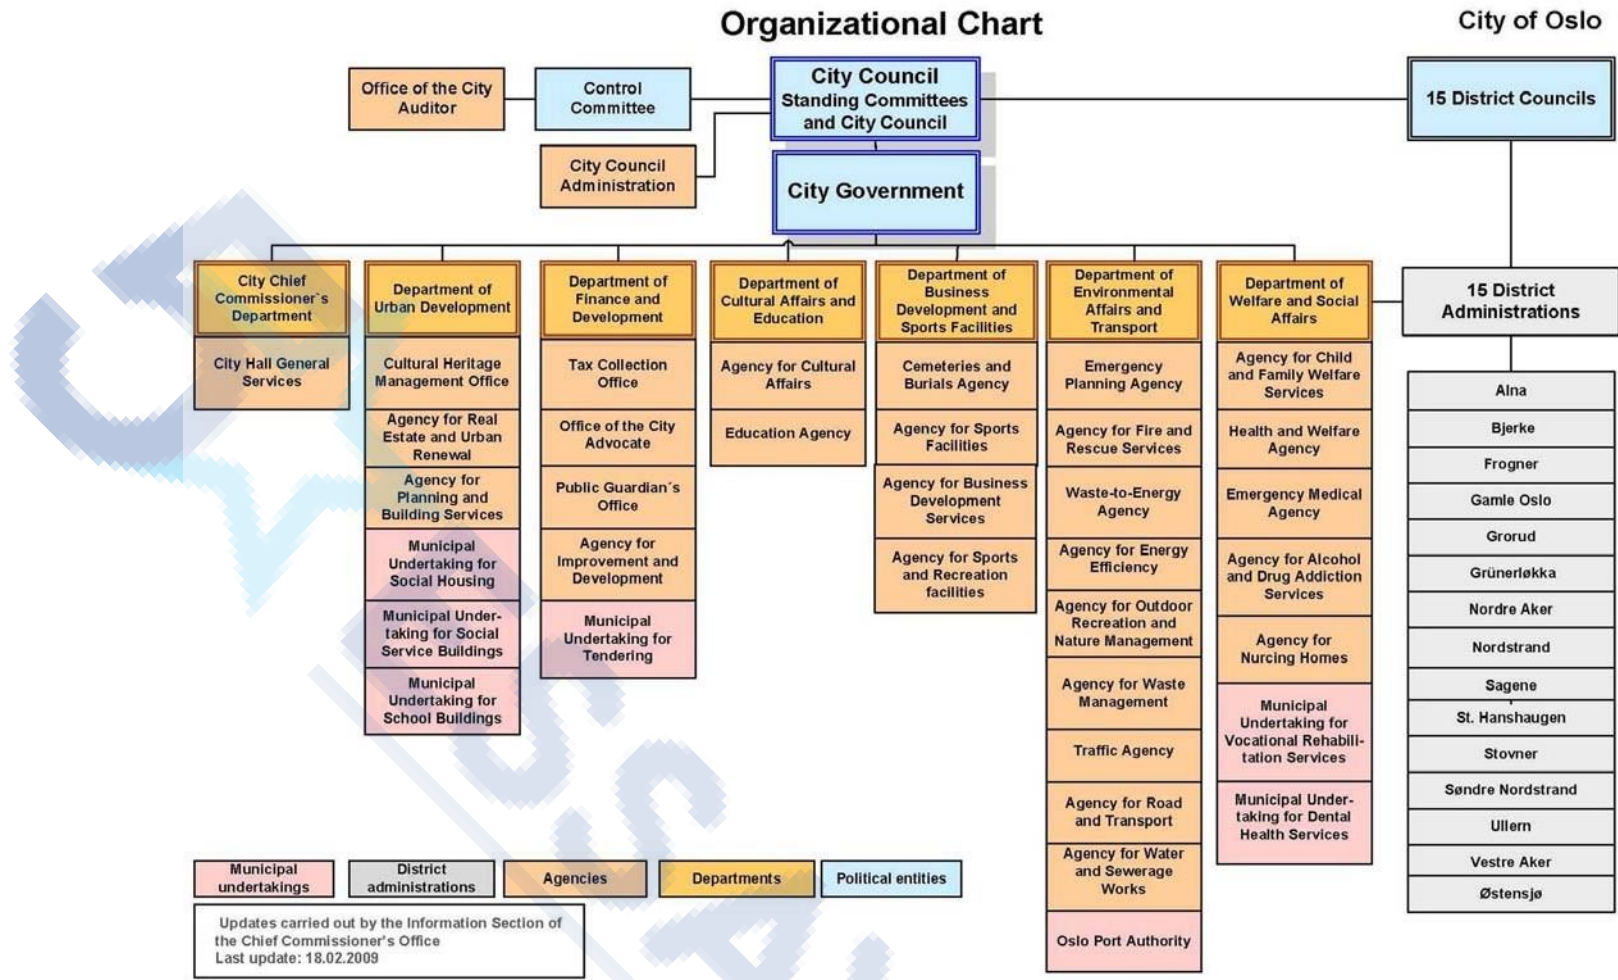 Organizational Chart
City of Oslo
Office of the City
Auditor
Control
Committee
City Council
Standing Committees
and City Council
15 District Councils
City Council
Administration
City Government
City Chief
Commissioner`s
Department
City Hall General
Services
Department of
Urban Development
Cultural Heritage
Management Office
Agency for Real
Estate and Urban
Renewal
Agency for
Planning and
Building Services
Municipal
Undertaking for
Social Housing
Municipal Under-
taking for Social
Service Buildings
Municipal
Undertaking for
School Buildings
Department of
Finance and
Development
Tax Collection
Office
Office of the City
Advocate
Public Guardian´s
Office
Agency for
Improvement and
Development
Municipal
Undertaking for
Tendering
Department of
Cultural Affairs and
Education
Agency for Cultural
Affairs
Education Agency
Department of
Business
Development and
Sports Facilities
Cemeteries and
Burials Agency
Agency for Sports
Facilities
Agency for Business
Development
Services
Agency for Sports
and Recreation
facilities
Department of
Environmental
Affairs and
Transport
Emergency
Planning Agency
Agency for Fire and
Rescue Services
Waste-to-Energy
Agency
Agency for Energy
Efficiency
Agency for Outdoor
Recreation and
Nature Management
Agency for Waste
Management
Traffic Agency
Agency for Road
and Transport
Agency for Water
and Sewerage
Works
Oslo Port Authority
Department of
Welfare and Social
Affairs
Agency for Child
and Family Welfare
Services
Health and Welfare
Agency
Emergency Medical
Agency
Agency for Alcohol
and Drug Addiction
Services
Agency for
Nurcing Homes
Municipal
Undertaking for
Vocational Rehabili-
tation Services
Municipal Under-
taking for Dental
Health Services
15 District
Administrations
Alna
Bjerke
Frogner
Gamle Oslo
Grorud
Grünerløkka
Nordre Aker
Nordstrand
Sagene
St. Hanshaugen
Stovner
Søndre Nordstrand
Ullern
Vestre Aker
Østensjø
Municipal
undertakings
District
administrations
Agencies
Departments
Political entities
Updates carried out by the Information Section of
the Chief Commissioner's Office
Last update: 18.02.2009